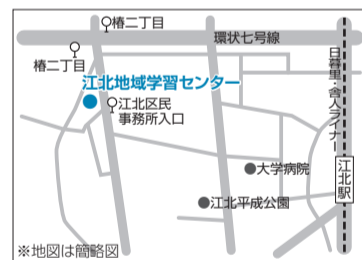 椿二丁目
環状七号線
椿二丁目
江北地域学習センター
江北区民
事務所入口
日暮里・舎人ライナー
江北駅
大学病院
江北平成公園
※地図は簡略図